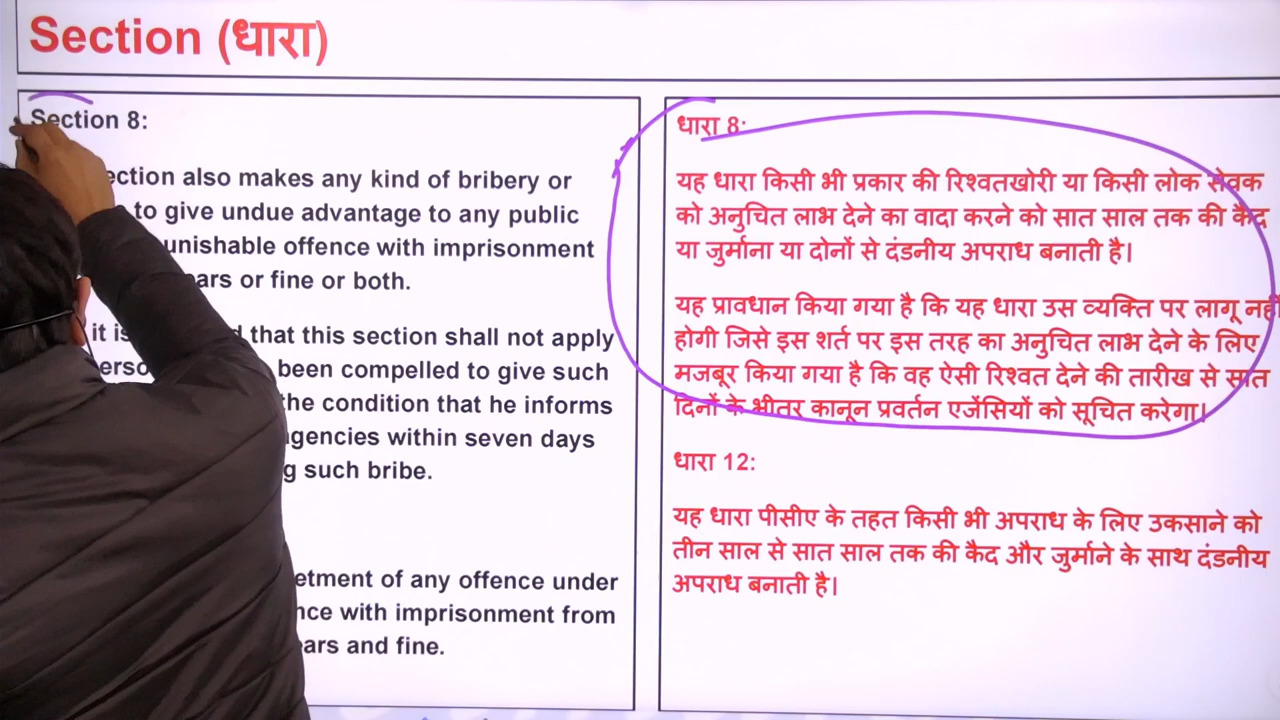 Section (धारा)
Section 8:
ection also makes any kind of bribery or
to give undue advantage to any public
unishable offence with imprisonment
ars or fine or both.
it is that this section shall not apply
erso been compelled to give such
the condition that he informs
gencies within seven days
g such bribe.
etment of any offence under
nce with imprisonment from
ars and fine.
धारा 8:
यह धारा किसी भी प्रकार की रिश्वतखोरी या किसी लोक सेवक
को अनुचित लाभ देने का वादा करने को सात साल तक की कैद
या जुर्माना या दोनों से दंडनीय अपराध बनाती है।
यह प्रावधान किया गया है कि यह धारा उस व्यक्ति पर लागू नहीं
होगी जिसे इस शर्त पर इस तरह का अनुचित लाभ देने के लिए
मजबूर किया गया है कि वह ऐसी रिश्वत देने की तारीख से सात
दिनों के भीतर कानून प्रवर्तन एजेंसियों को सूचित करेगा।
धारा 12:
यह धारा पीसीए के तहत किसी भी अपराध के लिए उकसाने को
तीन साल से सात साल तक की कैद और जुर्माने के साथ दंडनीय
अपराध बनाती है।